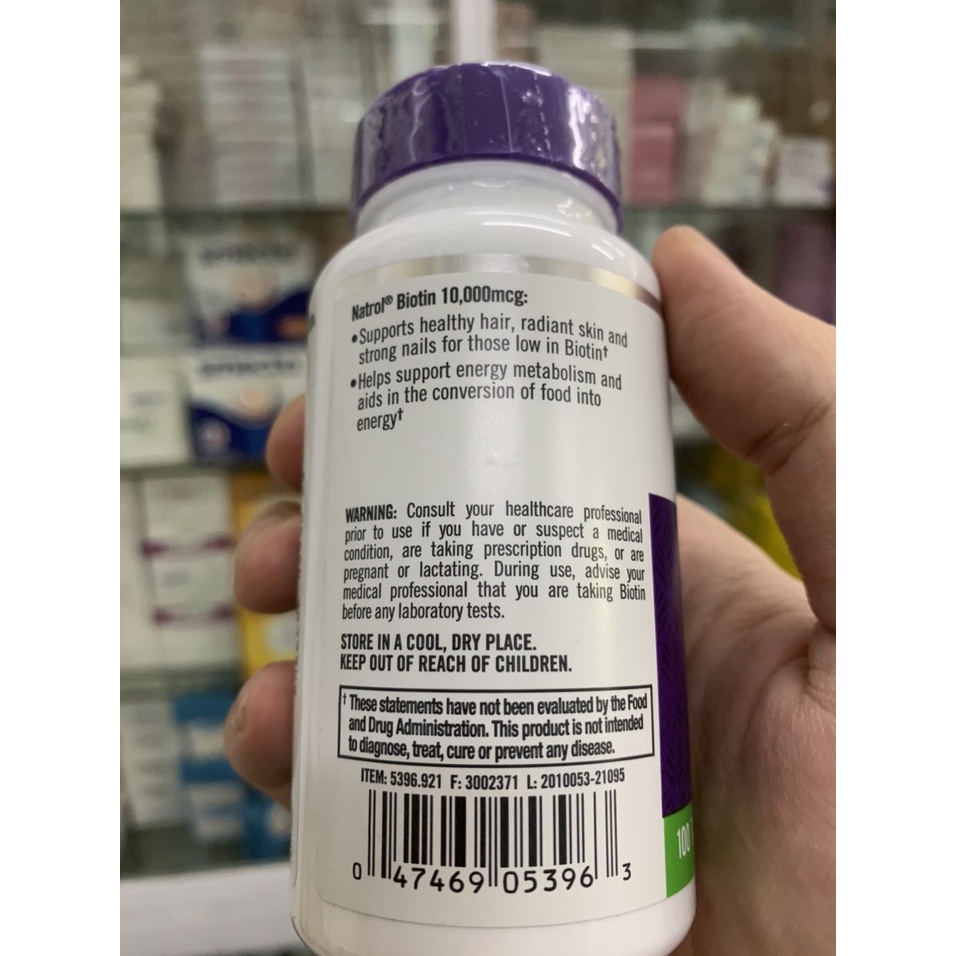 Natrol® Biotin 10,000mcg:
•Supports healthy hair, radiant skin and
strong nails for those low in Biotin†
•Helps support energy metabolism and
aids in the conversion of food into
energy†
WARNING: Consult your healthcare professional
prior to use if you have or suspect a medical
condition, are taking prescription drugs, or are
pregnant or lactating. During use, advise your
medical professional that you are taking Biotin
before any laboratory tests.
STORE IN A COOL, DRY PLACE.
KEEP OUT OF REACH OF CHILDREN.
† These statements have not been evaluated by the Food
and Drug Administration. This product is not intended
to diagnose, treat, cure or prevent any disease.
ITEM: 5396.921 F: 3002371 L: 2010053-21095
0 47469 05396 3
100